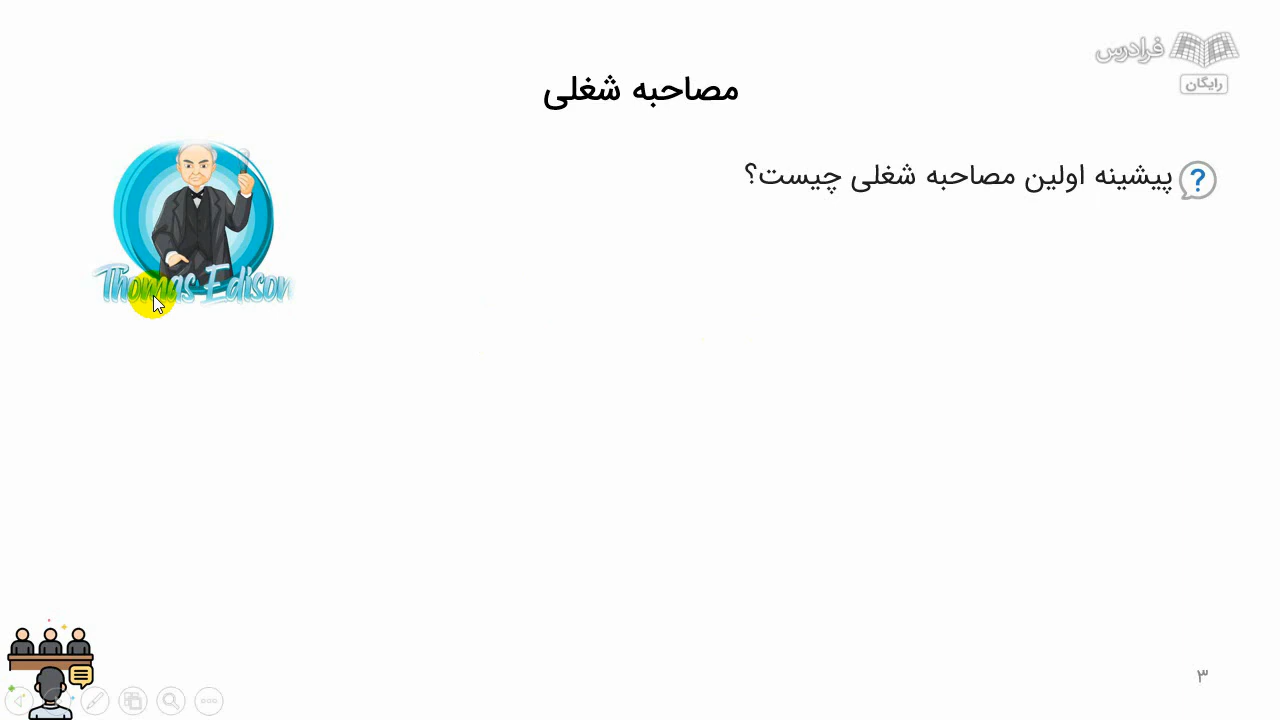 فرادرس
رایگان
مصاحبه شغلی
پیشینه اولین مصاحبه شغلی چیست؟
Thomas Edison
۳